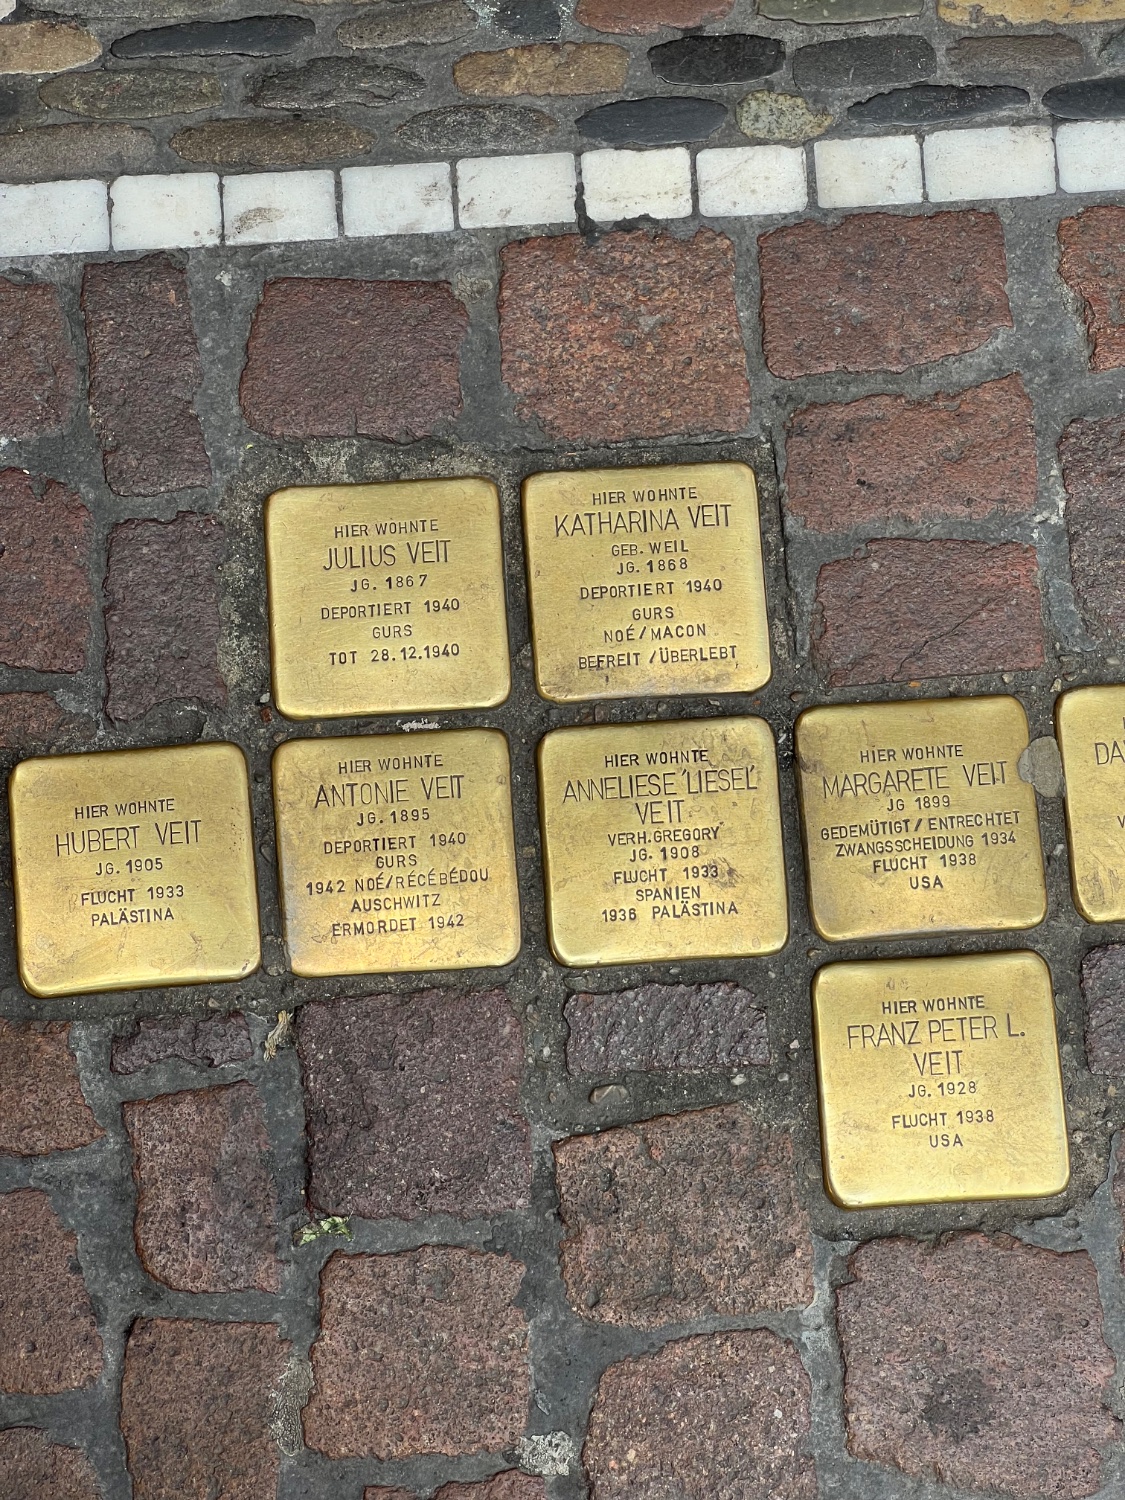 HIER WOHNTE
JULIUS VEIT
JG. 1867
DEPORTIERT 1940
GURS
TOT 28.12.1940
HIER WOHNTE
KATHARINA VEIT
GEB. WEIL
JG. 1868
DEPORTIERT 1940
GURS
NOÉ/MACON
BEFREIT/ÜBERLEBT
HIER WOHNTE
HUBERT VEIT
JG. 1905
FLUCHT 1933
PALÄSTINA
HIER WOHNTE
ANTONIE VEIT
JG. 1895
DEPORTIERT 1940
GURS
1942 NOÉ/RÉCÉBÉDOU
AUSCHWITZ
ERMORDET 1942
HIER WOHNTE
ANNELIESE 'LIESEL'
VEIT
VERH. GREGORY
JG. 1908
FLUCHT 1933
SPANIEN
1936 PALÄSTINA
HIER WOHNTE
MARGARETE VEIT
JG 1899
GEDEMÜTIGT/ENTRECHTET
ZWANGSSCHEIDUNG 1934
FLUCHT 1938
USA
HIER WOHNTE
FRANZ PETER L.
VEIT
JG. 1928
FLUCHT 1938
USA